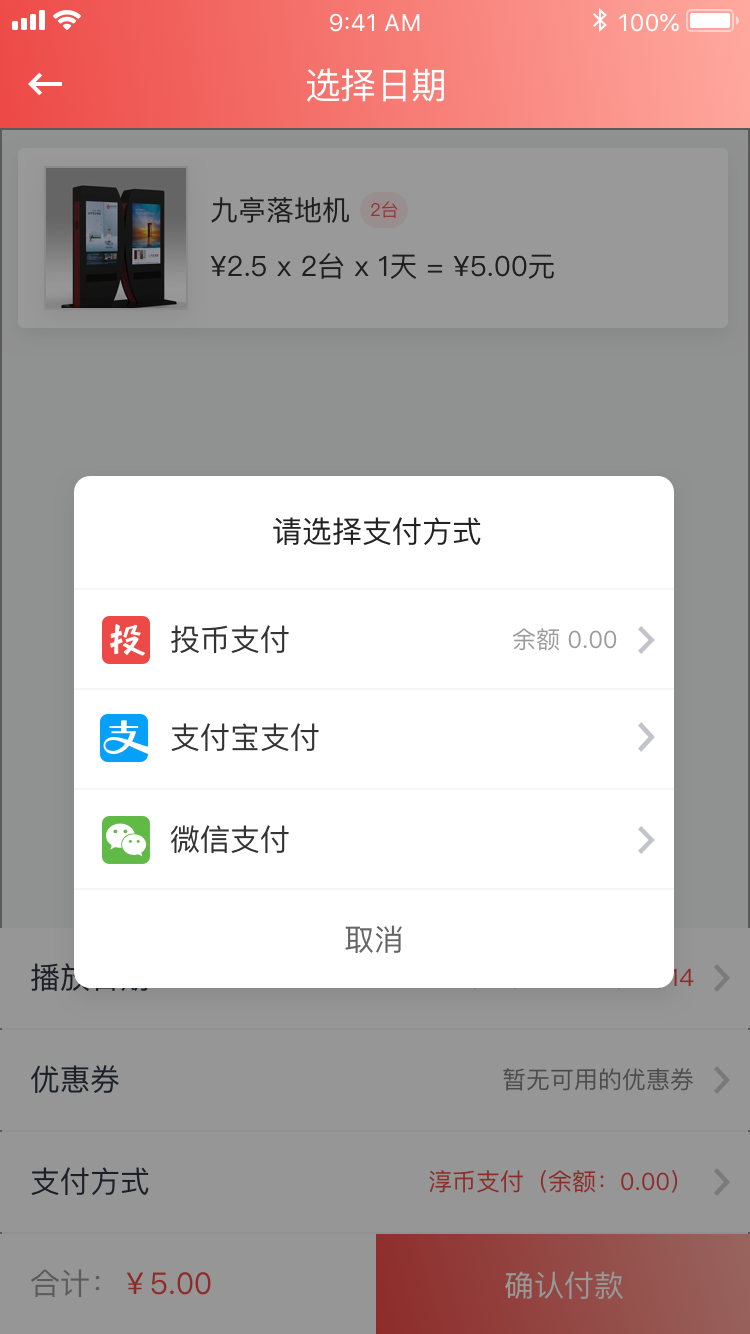 9:41 AM 100%
选择日期
九亭落地机 2台
¥2.5 x 2台 x 1天 = ¥5.00元
请选择支付方式
投 投币支付 余额 0.00
支 支付宝支付
微信支付
取消
播放日期 14
优惠券 暂无可用的优惠券
支付方式 淳币支付（余额：0.00）
合计： ¥5.00 确认付款